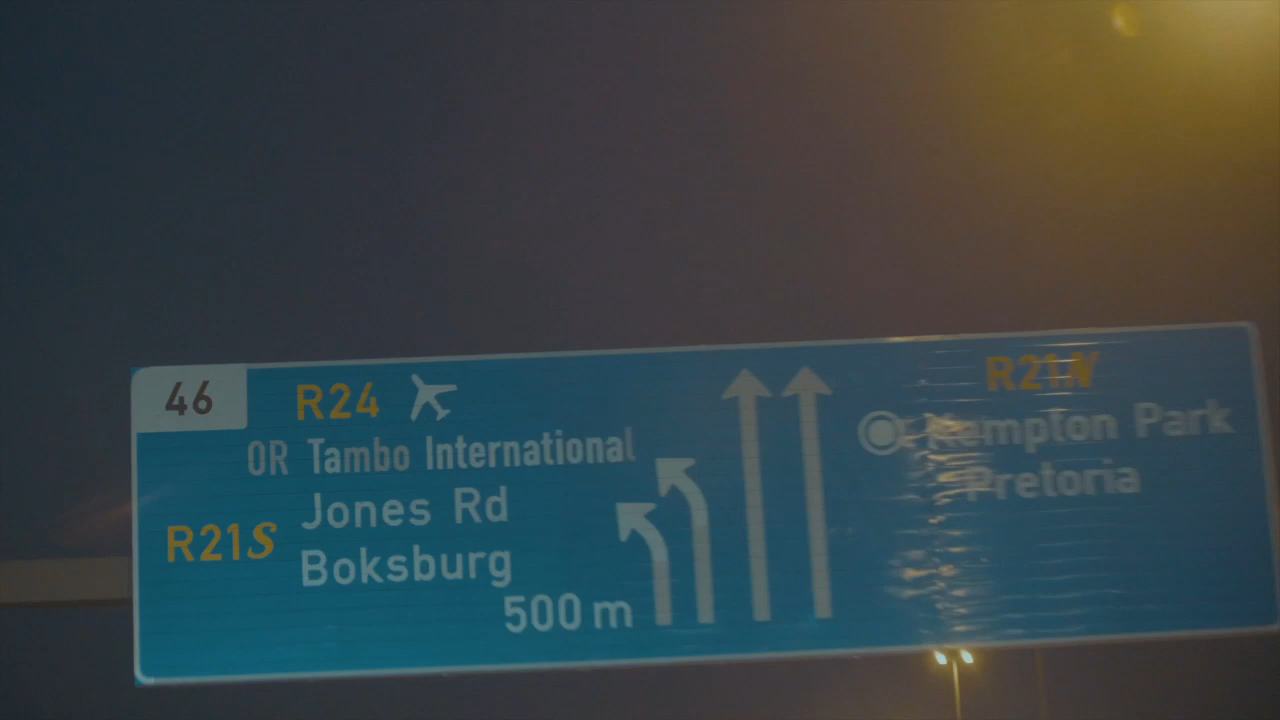 46 R24
OR Tambo International
Jones Rd
R21S
Boksburg
500 m
R21N
Kempton Park
Pretoria